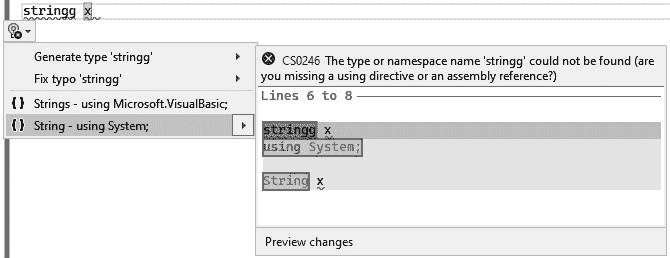 stringg x
Generate type 'stringg'
Fix typo 'stringg'
{ } Strings - using Microsoft.VisualBasic;
{ } String - using System;
CS0246 The type or namespace name 'stringg' could not be found (are
you missing a using directive or an assembly reference?)
Lines 6 to 8
stringg x
using System;
String x
Preview changes